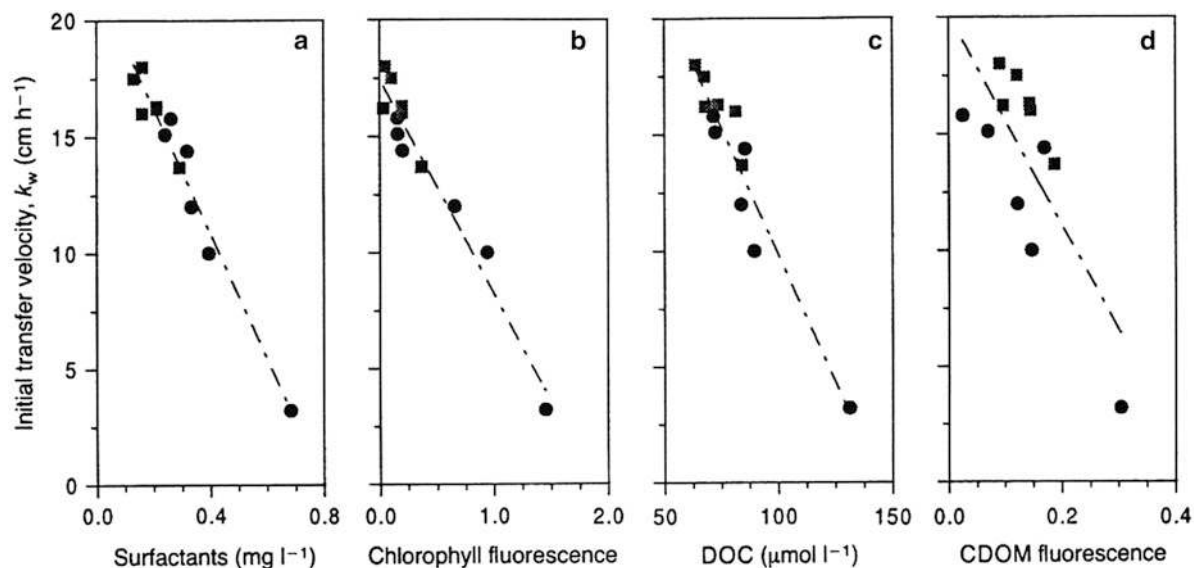 a b c d
Initial transfer velocity, k_w (cm h⁻¹)
20
15
10
5
0
0.0 0.4 0.8 0.0 1.0 2.0 50 100 150 0 0.2 0.4
Surfactants (mg l⁻¹) Chlorophyll fluorescence DOC (μmol l⁻¹) CDOM fluorescence